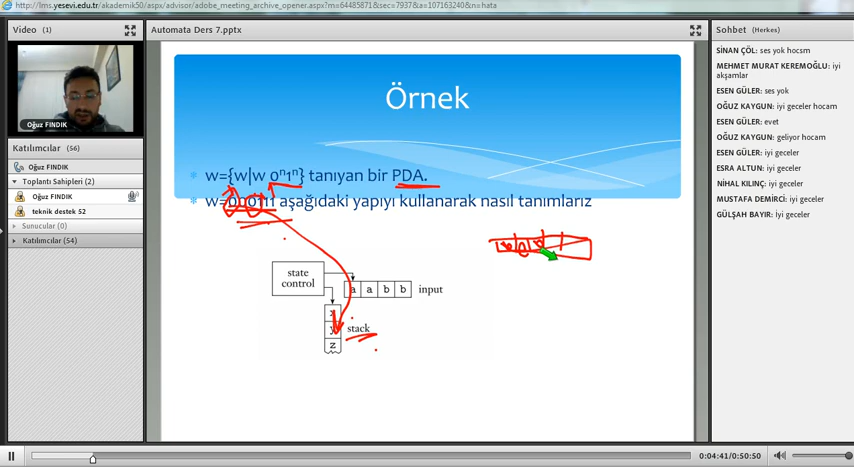 http://lms.yesevi.edu.tr/akademik50/aspx/advisor/adobe_meeting_archive_opener.aspx?m=64485871&sec=7937&a=107163240&n=hata
Video (1)
Oğuz FINDIK
Katılımcılar (56)
Oğuz FINDIK
Toplantı Sahipleri (2)
Oğuz FINDIK
teknik destek 52
Sunucular (0)
Katılımcılar (54)
Automata Ders 7.pptx
Örnek
w={w|w 0ⁿ1ⁿ} tanıyan bir PDA.
w=000111 aşağıdaki yapıyı kullanarak nasıl tanımlarız
state
control
a a b b input
x
y stack
z
Sohbet (Herkes)
SİNAN ÇÖL: ses yok hocsm
MEHMET MURAT KEREMOĞLU: iyi
akşamlar
ESEN GÜLER: ses yok
OĞUZ KAYGUN: iyi geceler hocam
ESEN GÜLER: evet
OĞUZ KAYGUN: geliyor hocam
ESEN GÜLER: iyi geceler
ESRA ALTUN: iyi geceler
NİHAL KILINÇ: iyi geceler
MUSTAFA DEMİRCİ: iyi geceler
GÜLŞAH BAYIR: İyi geceler
0:04:41/0:50:50